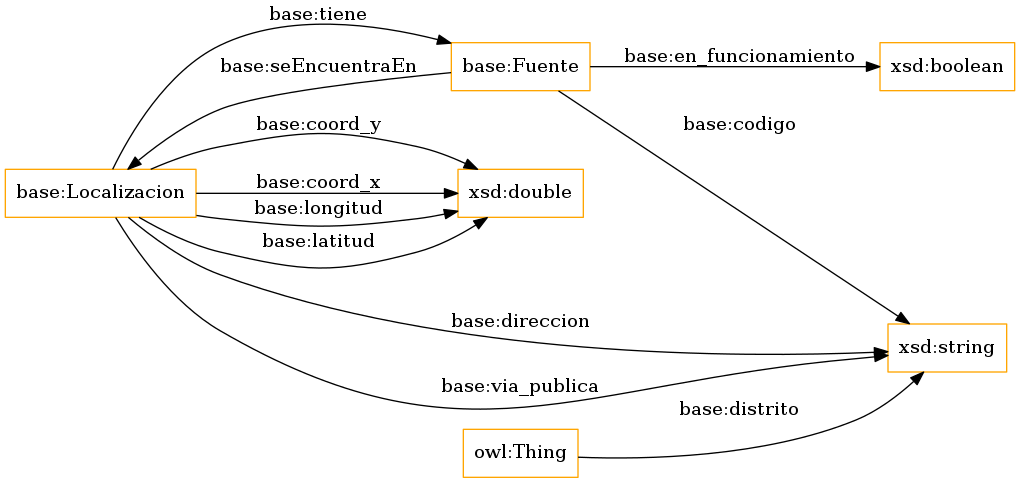 base:tiene
base:seEncuentraEn
base:Fuente
base:en_funcionamiento
xsd:boolean
base:coord_y
base:codigo
base:Localizacion
base:coord_x
xsd:double
base:longitud
base:latitud
base:direccion
xsd:string
base:via_publica
base:distrito
owl:Thing